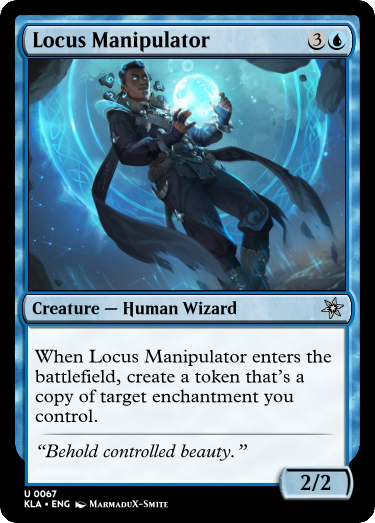 Locus Manipulator 3
Creature — Human Wizard
When Locus Manipulator enters the
battlefield, create a token that's a
copy of target enchantment you
control.
“Behold controlled beauty.”
2/2
U 0067
KLA • ENG MarmaduX-Smite